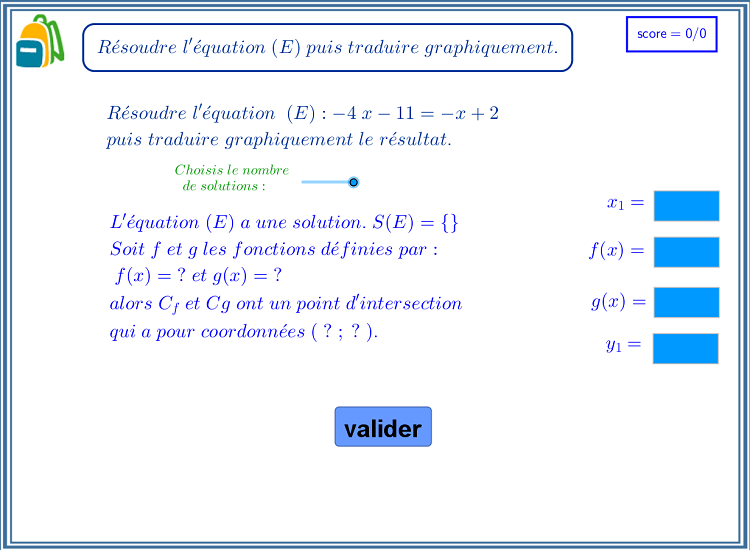 Résoudre l'équation (E) puis traduire graphiquement.
score = 0/0
Résoudre l'équation (E) : −4 x − 11 = −x + 2
puis traduire graphiquement le résultat.
Choisis le nombre
de solutions :
L'équation (E) a une solution. S(E) = {}
Soit f et g les fonctions définies par :
f(x) = ? et g(x) = ?
alors C_f et Cg ont un point d'intersection
qui a pour coordonnées ( ? ; ? ).
x₁ =
f(x) =
g(x) =
y₁ =
valider